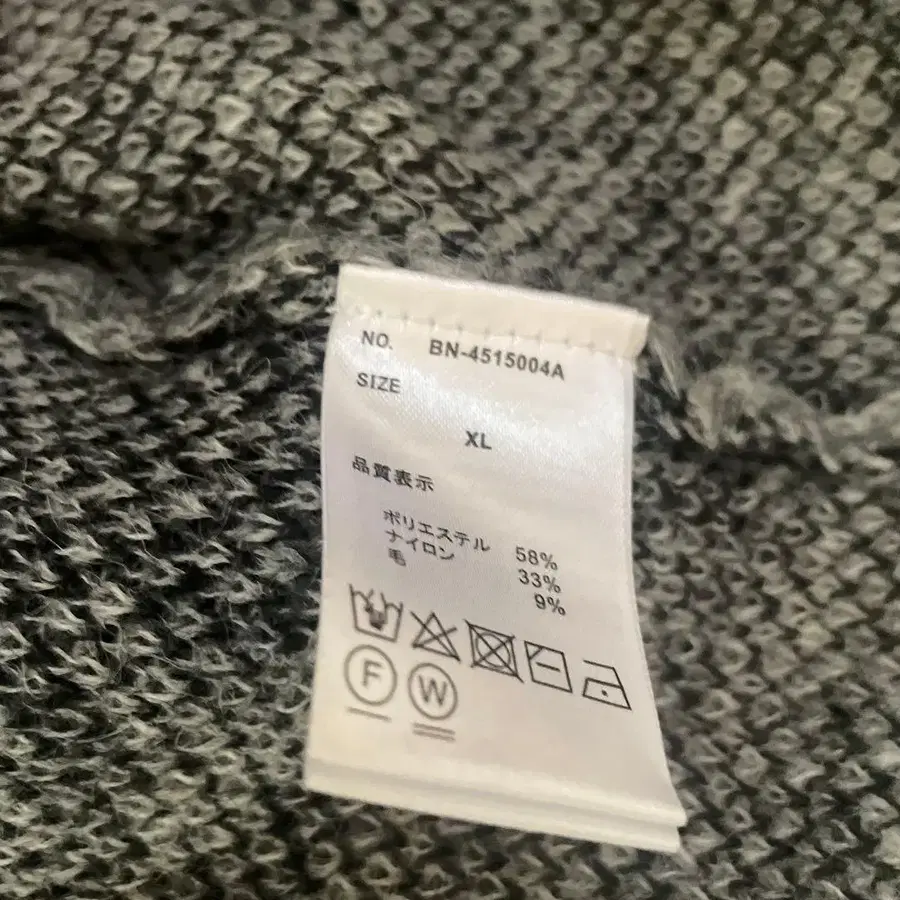 NO. BN-4515004A
SIZE
XL
品質表示
ポリエステル 58%
ナイロン 33%
毛 9%
F W